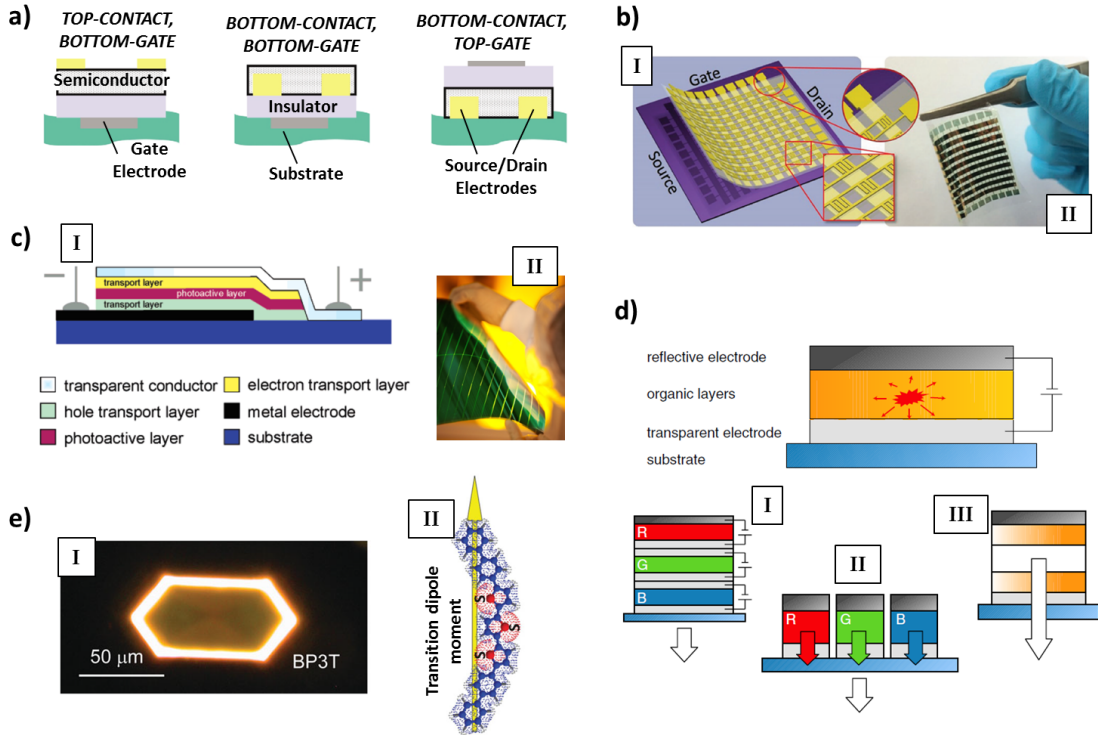 a)
TOP-CONTACT,
BOTTOM-GATE
Semiconductor
Gate
Electrode
BOTTOM-CONTACT,
BOTTOM-GATE
Insulator
Substrate
BOTTOM-CONTACT,
TOP-GATE
Source/Drain
Electrodes
b)
I
Gate
Drain
Source
II
c)
I
−
+
transport layer
photoactive layer
transport layer
transparent conductor
electron transport layer
hole transport layer
metal electrode
photoactive layer
substrate
II
d)
reflective electrode
organic layers
transparent electrode
substrate
I
R
G
B
II
R
G
B
III
e)
I
50 µm
BP3T
II
Transition dipole
moment
S
S
S